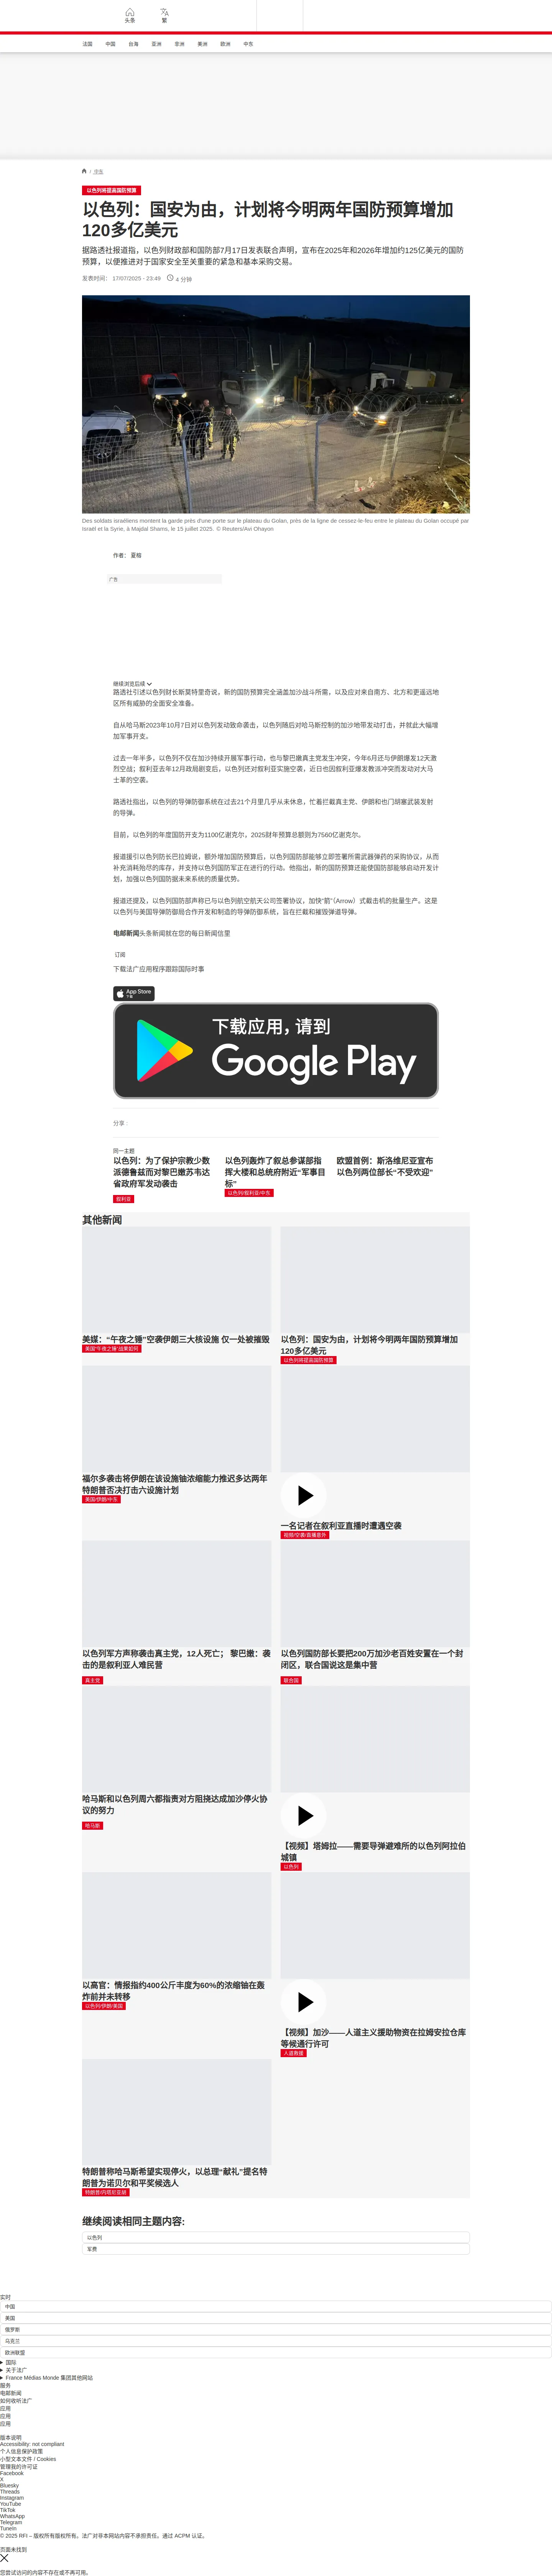 头条
繁
法国
中国
台海
亚洲
非洲
美洲
欧洲
中东
/ 中东
以色列将提高国防预算
以色列：国安为由，计划将今明两年国防预算增加
120多亿美元
据路透社报道指，以色列财政部和国防部7月17日发表联合声明，宣布在2025年和2026年增加约125亿美元的国防
预算，以便推进对于国家安全至关重要的紧急和基本采购交易。
发表时间： 17/07/2025 - 23:49
4 分钟
Des soldats israéliens montent la garde près d'une porte sur le plateau du Golan, près de la ligne de cessez-le-feu entre le plateau du Golan occupé par
Israël et la Syrie, à Majdal Shams, le 15 juillet 2025. © Reuters/Avi Ohayon
作者： 夏榕
广告
继续浏览后续
路透社引述以色列财长斯莫特里奇说，新的国防预算完全涵盖加沙战斗所需，以及应对来自南方、北方和更遥远地
区所有威胁的全面安全准备。
自从哈马斯2023年10月7日对以色列发动致命袭击，以色列随后对哈马斯控制的加沙地带发动打击，并就此大幅增
加军事开支。
过去一年半多，以色列不仅在加沙持续开展军事行动，也与黎巴嫩真主党发生冲突，今年6月还与伊朗爆发12天激
烈空战；叙利亚去年12月政局剧变后，以色列还对叙利亚实施空袭，近日也因叙利亚爆发教派冲突而发动对大马
士革的空袭。
路透社指出，以色列的导弹防御系统在过去21个月里几乎从未休息，忙着拦截真主党、伊朗和也门胡塞武装发射
的导弹。
目前，以色列的年度国防开支为1100亿谢克尔，2025财年预算总额则为7560亿谢克尔。
报道援引以色列防长巴拉姆说，额外增加国防预算后，以色列国防部能够立即签署所需武器弹药的采购协议，从而
补充消耗殆尽的库存，并支持以色列国防军正在进行的行动。他指出，新的国防预算还能使国防部能够启动开发计
划，加强以色列国防据未来系统的质量优势。
报道还提及，以色列国防部声称已与以色列航空航天公司签署协议，加快“箭”（Arrow）式截击机的批量生产。这是
以色列与美国导弹防御局合作开发和制造的导弹防御系统，旨在拦截和摧毁弹道导弹。
电邮新闻头条新闻就在您的每日新闻信里
订阅
下载法广应用程序跟踪国际时事
App Store
下载
下载应用，请到
Google Play
分享 :
同一主题
以色列：为了保护宗教少数
派德鲁兹而对黎巴嫩苏韦达
省政府军发动袭击
叙利亚
以色列轰炸了叙总参谋部指
挥大楼和总统府附近“军事目
标”
以色列/叙利亚/中东
欧盟首例：斯洛维尼亚宣布
以色列两位部长“不受欢迎”
其他新闻
美媒：“午夜之锤”空袭伊朗三大核设施 仅一处被摧毁
美国“午夜之锤”战果如何
以色列：国安为由，计划将今明两年国防预算增加
120多亿美元
以色列将提高国防预算
福尔多袭击将伊朗在该设施铀浓缩能力推迟多达两年
特朗普否决打击六设施计划
美国/伊朗/中东
一名记者在叙利亚直播时遭遇空袭
视频/空袭/直播意外
以色列军方声称袭击真主党，12人死亡； 黎巴嫩：袭
击的是叙利亚人难民营
真主党
以色列国防部长要把200万加沙老百姓安置在一个封
闭区，联合国说这是集中营
联合国
哈马斯和以色列周六都指责对方阻挠达成加沙停火协
议的努力
哈马斯
【视频】塔姆拉——需要导弹避难所的以色列阿拉伯
城镇
以色列
以高官：情报指约400公斤丰度为60%的浓缩铀在轰
炸前并未转移
以色列/伊朗/美国
【视频】加沙——人道主义援助物资在拉姆安拉仓库
等候通行许可
人道救援
特朗普称哈马斯希望实现停火，以总理“献礼”提名特
朗普为诺贝尔和平奖候选人
特朗普/内塔尼亚胡
继续阅读相同主题内容:
以色列
军费
实时
中国
美国
俄罗斯
乌克兰
欧洲联盟
国际
关于法广
France Médias Monde 集团其他网站
服务
电邮新闻
如何收听法广
应用
应用
应用
版本说明
Accessibility: not compliant
个人信息保护政策
小型文本文件 / Cookies
管理我的许可证
Facebook
X
Bluesky
Threads
Instagram
YouTube
TikTok
WhatsApp
Telegram
TuneIn
© 2025 RFI – 版权所有版权所有。法广对非本网站内容不承担责任。通过 ACPM 认证。
页面未找到
您尝试访问的内容不存在或不再可用。